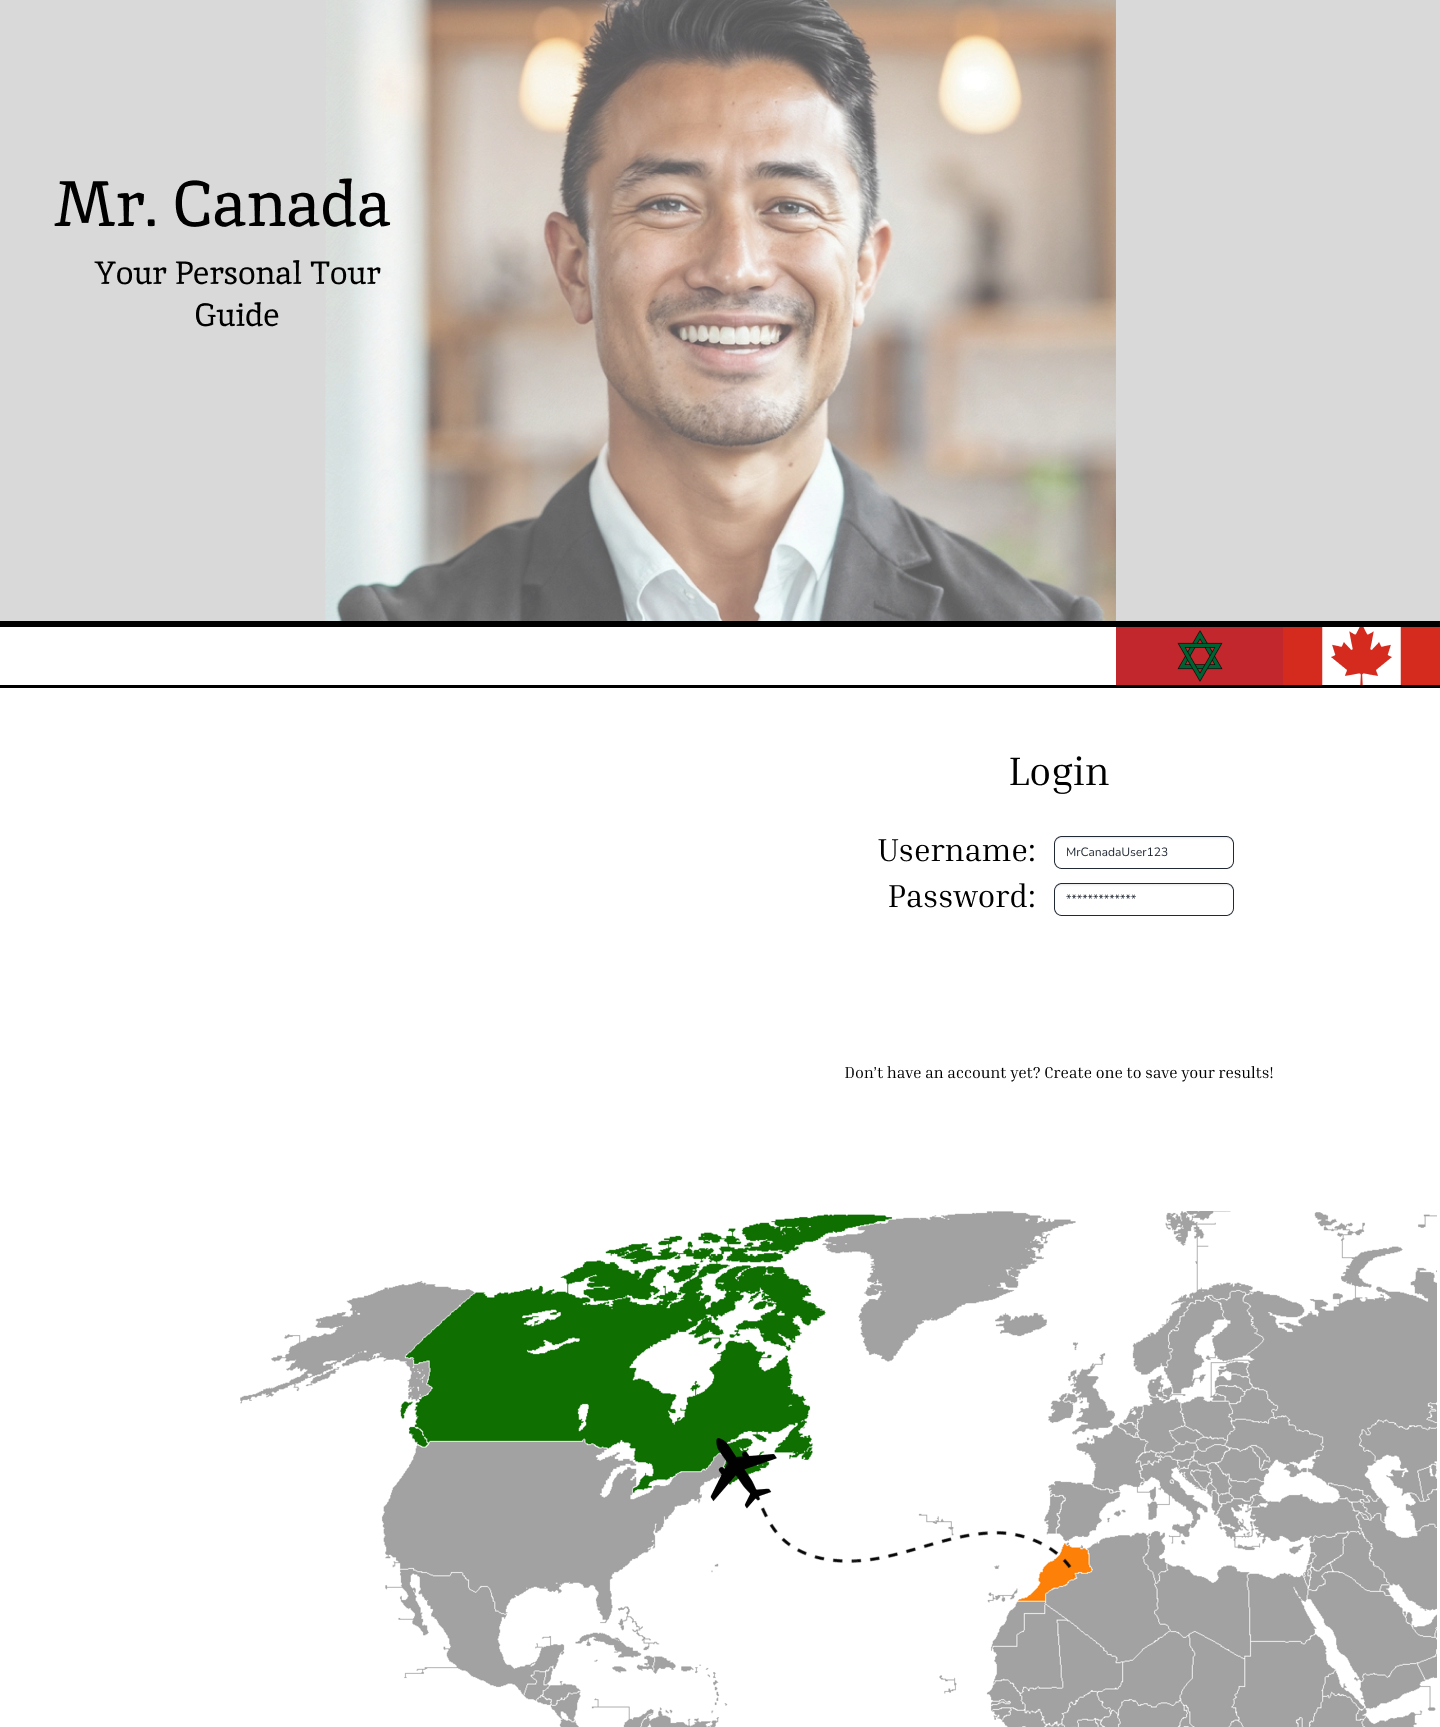 Mr. Canada
Your Personal Tour
Guide
Login
Username:
MrCanadaUser123
Password:
*************
Don't have an account yet? Create one to save your results!